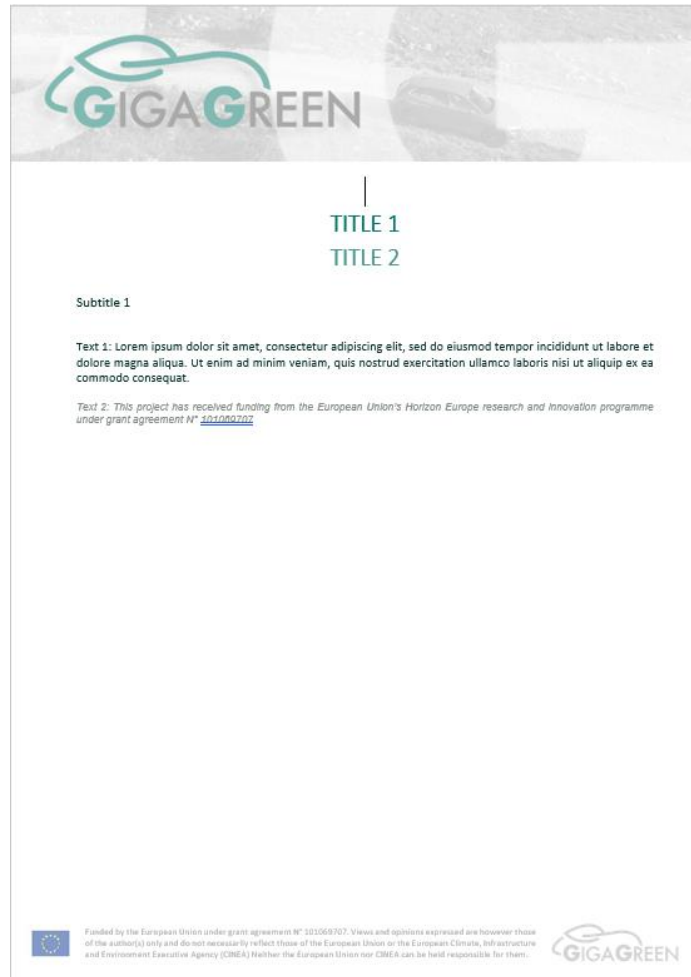 GIGAGREEN
TITLE 1
TITLE 2
Subtitle 1
Text 1: Lorem ipsum dolor sit amet, consectetur adipiscing elit, sed do eiusmod tempor incididunt ut labore et
dolore magna aliqua. Ut enim ad minim veniam, quis nostrud exercitation ullamco laboris nisi ut aliquip ex ea
commodo consequat.
Text 2: This project has received funding from the European Union's Horizon Europe research and innovation programme
under grant agreement N° 101069707
Funded by the European Union under grant agreement N° 101069707. Views and opinions expressed are however those
of the author(s) only and do not necessarily reflect those of the European Union or the European Climate, Infrastructure
and Environment Executive Agency (CINEA) Neither the European Union nor CINEA can be held responsible for them.
GIGAGREEN